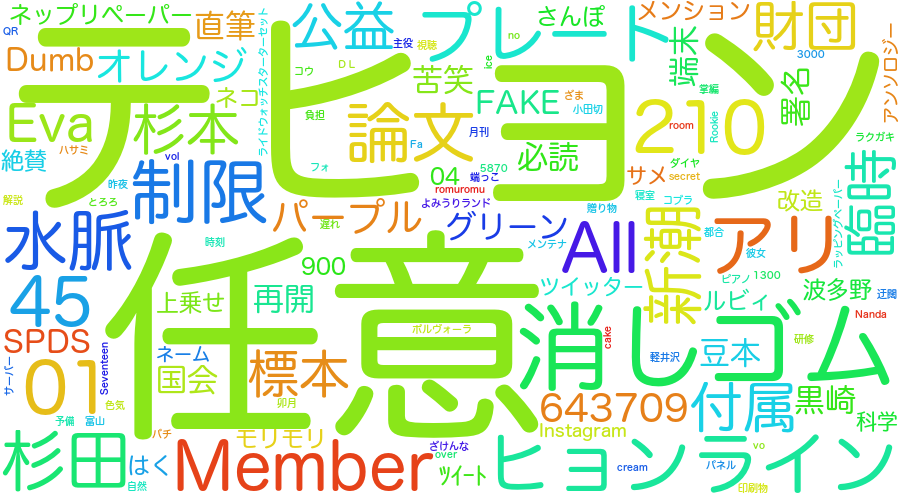 ネップリペーパー
直筆
公益
プレート
さんぽ
メンション
財団
QR
Dumb
オレンジ
ライドウォッチスターターセット
主役
視聴
no
端末
3000
アンソロジー
テヒョン
コウ
DL
苦笑
ice
署名
掌編
Eva
杉本
ネコ
負担
論文
FAKE
ざま
小田切
210
room
Rookie
ラクガキ
絶賛
ハサミ
vol
フォ
Fa
月刊
必読
ダイヤ
臨時
解説
昨夜
とろろ
制限
04
5870
端っこ
romuromu
よみうりランド
サメ
secret
寝室
コブラ
改造
水脈
パープル
遅れ
グリーン
贈り物
新潮
都合
アリ
ラッピングペーパー
時刻
メンテナ
All
彼女
45
上乗せ
900
再開
任意
ツイッター
ピアノ
1300
ルビィ
波多野
迂闊
SPDS
ネーム
ボルヴォーラ
消しゴム
cake
Nanda
サーバー
01
Seventeen
国会
標本
軽井沢
豆本
研修
色気
卯月
643709
付属
黒崎
予備
富山
バチ
モリモリ
Instagram
科学
杉田
はく
Member
ざけんな
over
ツイート
ヒョンライン
cream
パネル
vo
自然
印刷物